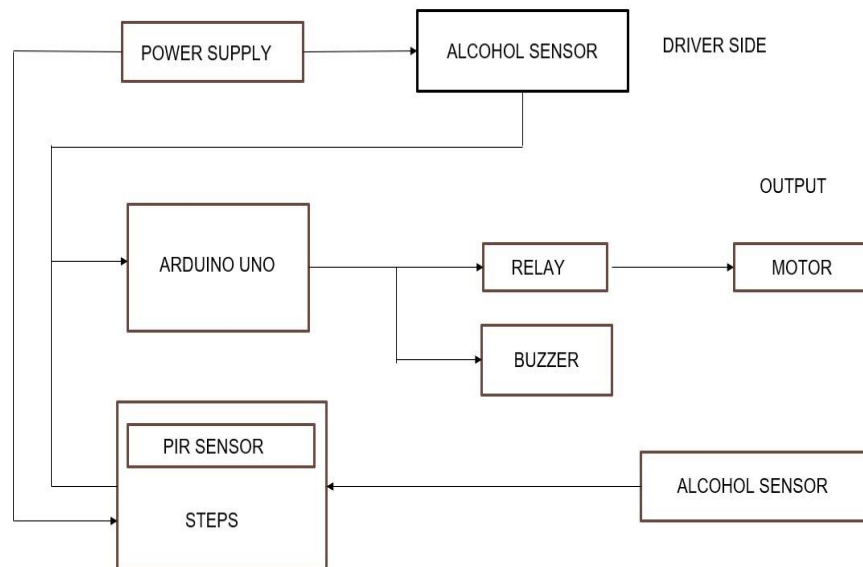 POWER SUPPLY
ALCOHOL SENSOR
DRIVER SIDE
OUTPUT
ARDUINO UNO
RELAY
MOTOR
BUZZER
PIR SENSOR
ALCOHOL SENSOR
STEPS